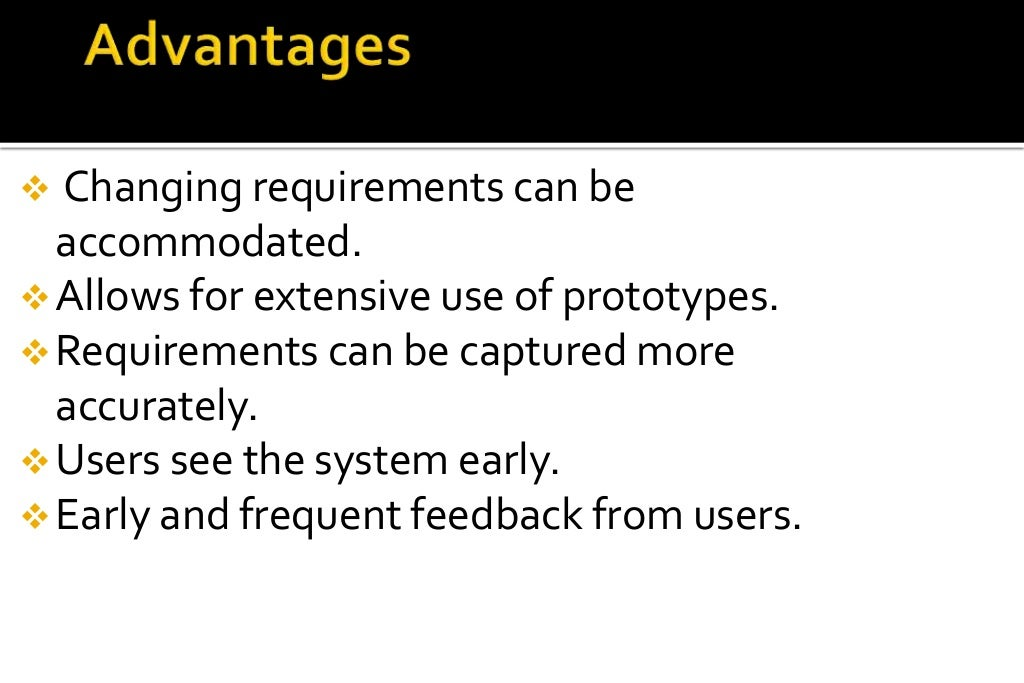 Advantages
❖ Changing requirements can be
accommodated.
❖ Allows for extensive use of prototypes.
❖ Requirements can be captured more
accurately.
❖ Users see the system early.
❖ Early and frequent feedback from users.